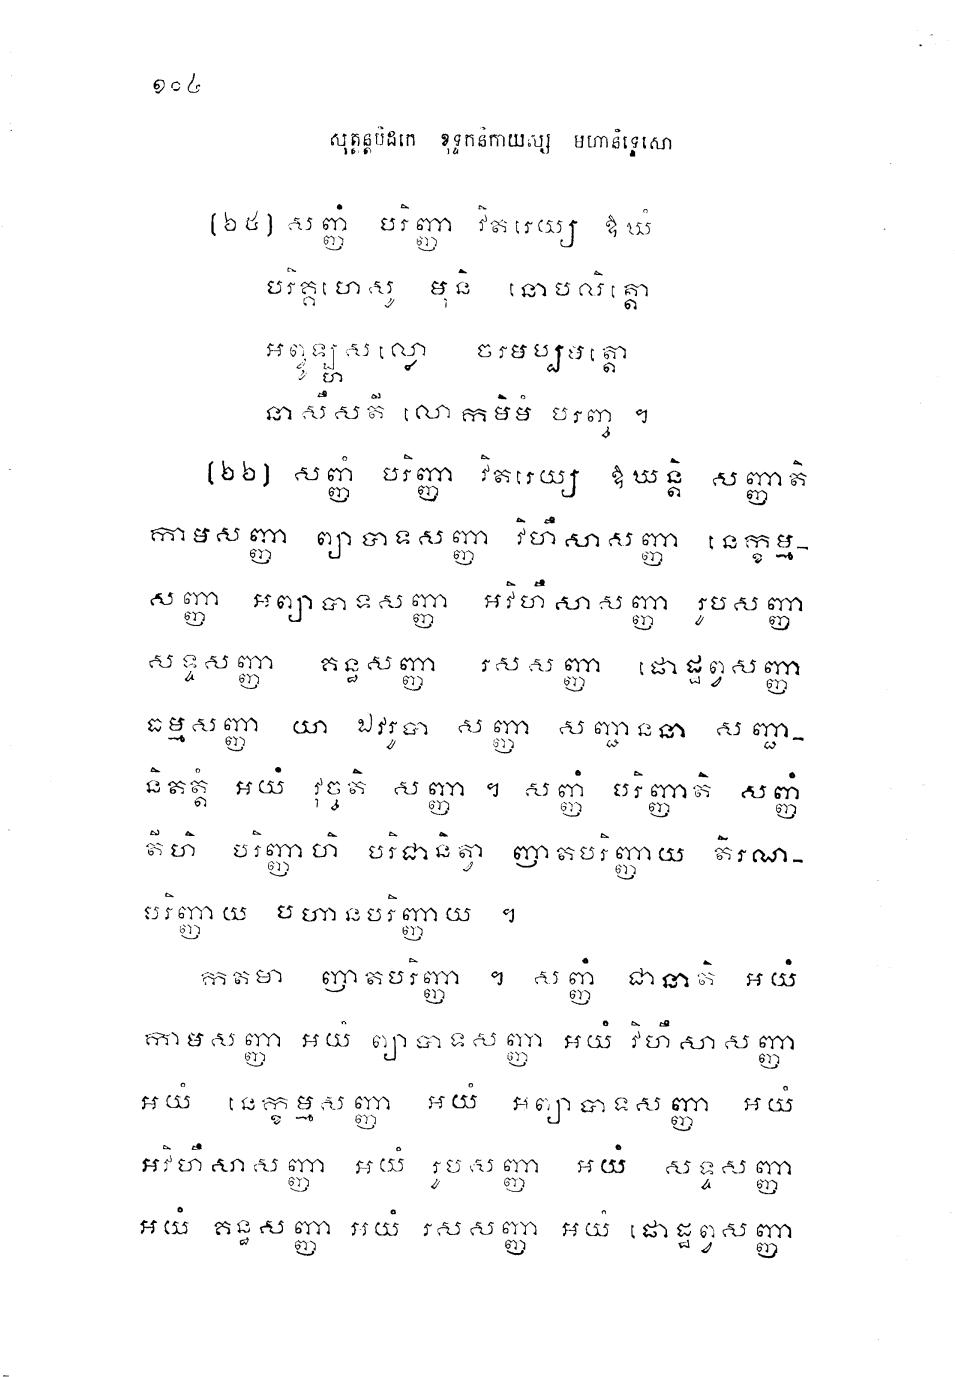 ១០៤
សុត្តន្តបិដកេ ខុទ្ទកនិកាយស្ស មហានិទ្ទេសោ
(៦៥) សញ្ញំ បរិញ្ញា វិតរេយ្យ ឱឃំ
បរិគ្គហេសុ មុនិ នោបលិត្តោ
អព្វូឡ្ហសល្លោ ចរមប្បមត្តោ
នាសឹសតី លោកមិមំ បរញ្ច ។
(៦៦) សញ្ញំ បរិញ្ញា វិតរេយ្យ ឱឃន្តិ សញ្ញាតិ
កាមសញ្ញា ព្យាបាទសញ្ញា វិហឹសាសញ្ញា នេក្ខម្ម-
សញ្ញា អព្យាបាទសញ្ញា អវិហឹសាសញ្ញា រូបសញ្ញា
សទ្ទសញ្ញា គន្ធសញ្ញា រសសញ្ញា ផោដ្ឋព្វសញ្ញា
ធម្មសញ្ញា យា ឯវរូបា សញ្ញា សញ្ជាននា សញ្ជា-
និតត្តំ អយំ វុច្ចតិ សញ្ញា ។ សញ្ញំ បរិញ្ញាតិ សញ្ញំ
តីហិ បរិញ្ញាហិ បរិជានិត្វា ញាតបរិញ្ញាយ តិរណ-
បរិញ្ញាយ បហានបរិញ្ញាយ ។
កតមា ញាតបរិញ្ញា ។ សញ្ញំ ជានាតិ អយំ
កាមសញ្ញា អយំ ព្យាបាទសញ្ញា អយំ វិហឹសាសញ្ញា
អយំ នេក្ខម្មសញ្ញា អយំ អព្យាបាទសញ្ញា អយំ
អវិហឹសាសញ្ញា អយំ រូបសញ្ញា អយំ សទ្ទសញ្ញា
អយំ គន្ធសញ្ញា អយំ រសសញ្ញា អយំ ផោដ្ឋព្វសញ្ញា